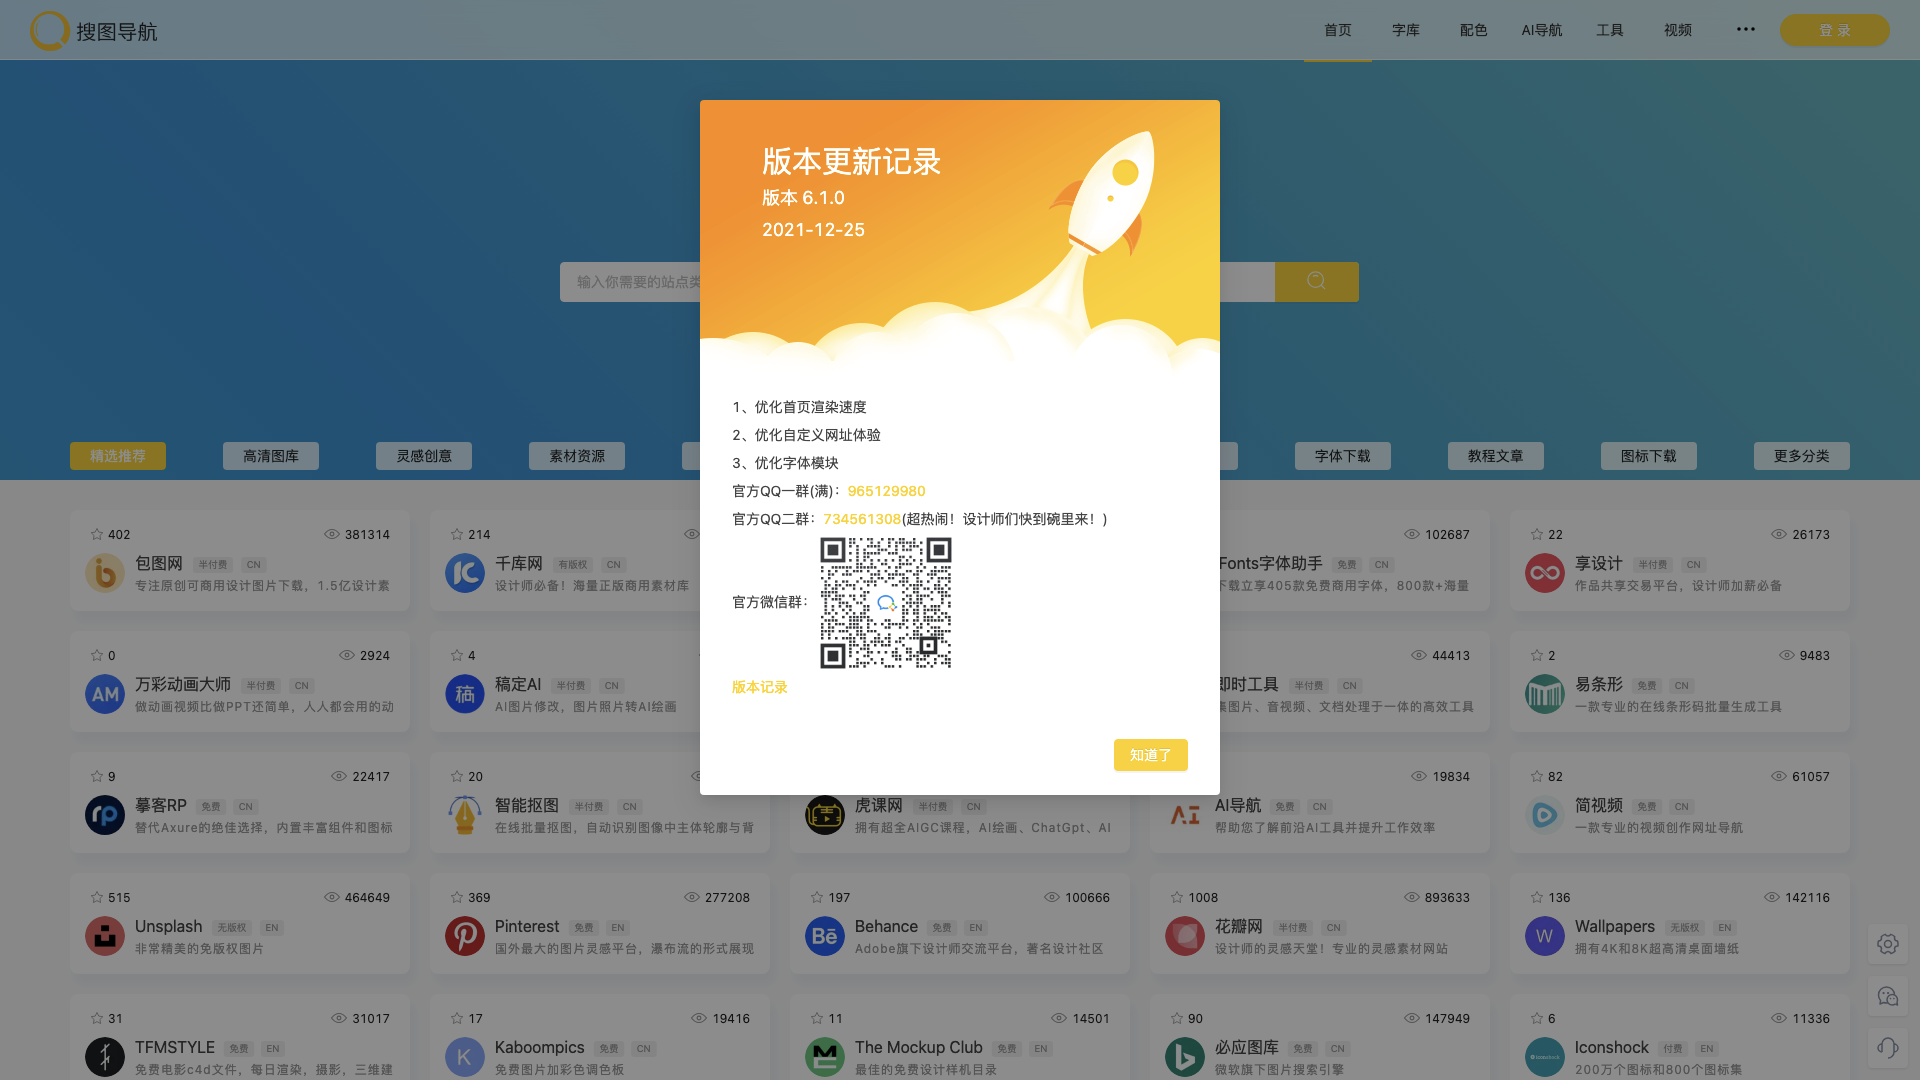 搜图导航
首页
字库
配色
AI导航
工具
视频
登 录
版本更新记录
版本 6.1.0
2021-12-25
输入你需要的站点类
1、优化首页渲染速度
2、优化自定义网址体验
3、优化字体模块
官方QQ一群(满)：965129980
官方QQ二群：734561308(超热闹！设计师们快到碗里来！)
官方微信群：
版本记录
知道了
精选推荐
高清图库
灵感创意
素材资源
字体下载
教程文章
图标下载
更多分类
402
381314
包图网 半付费 CN
专注原创可商用设计图片下载，1.5亿设计素
214
千库网 有版权 CN
设计师必备！海量正版商用素材库
102687
Fonts字体助手 免费 CN
下载立享405款免费商用字体，800款+海量
22
26173
享设计 半付费 CN
作品共享交易平台，设计师加薪必备
0
2924
AM
万彩动画大师 半付费 CN
做动画视频比做PPT还简单，人人都会用的动
4
稿
稿定AI 半付费 CN
AI图片修改，图片照片转AI绘画
44413
即时工具 半付费 CN
集图片、音视频、文档处理于一体的高效工具
2
9483
易条形 免费 CN
一款专业的在线条形码批量生成工具
9
22417
rp
摹客RP 免费 CN
替代Axure的绝佳选择，内置丰富组件和图标
20
智能抠图 半付费 CN
在线批量抠图，自动识别图像中主体轮廓与背
虎课网 半付费 CN
拥有超全AIGC课程，AI绘画、ChatGpt、AI
19834
AI导航 免费 CN
帮助您了解前沿AI工具并提升工作效率
82
61057
简视频 免费 CN
一款专业的视频创作网址导航
515
464649
Unsplash 无版权 EN
非常精美的免版权图片
369
277208
Pinterest 免费 EN
国外最大的图片灵感平台，瀑布流的形式展现
197
100666
Bē
Behance 免费 EN
Adobe旗下设计师交流平台，著名设计社区
1008
893633
花瓣网 半付费 CN
设计师的灵感天堂！专业的灵感素材网站
136
142116
W
Wallpapers 无版权 EN
拥有4K和8K超高清桌面墙纸
31
31017
TFMSTYLE 免费 EN
免费电影c4d文件，每日渲染，摄影，三维建
17
19416
K
Kaboompics 免费 CN
免费图片加彩色调色板
11
14501
The Mockup Club 免费 EN
最佳的免费设计样机目录
90
147949
必应图库 免费 CN
微软旗下图片搜索引擎
6
11336
Iconshock 付费 EN
200万个图标和800个图标集